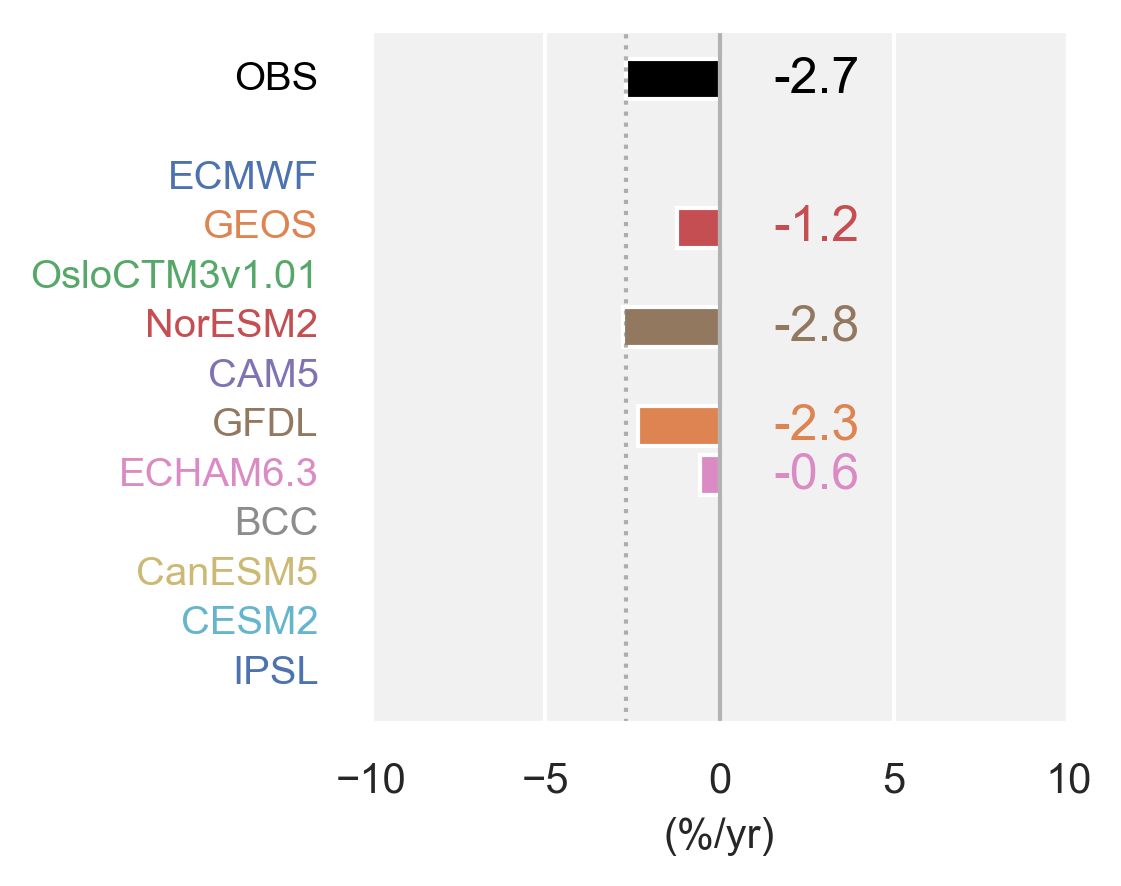 OBS -2.7
ECMWF
GEOS -1.2
OsloCTM3v1.01
NorESM2 -2.8
CAM5
GFDL -2.3
ECHAM6.3 -0.6
BCC
CanESM5
CESM2
IPSL
−10 −5 0 5 10
(%/yr)